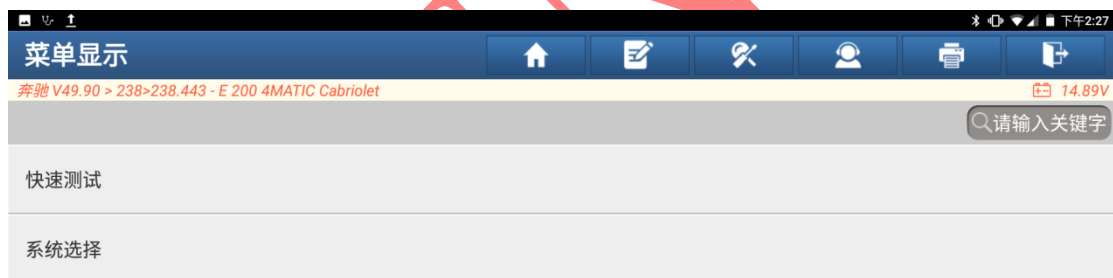 下午2:27
菜单显示
奔驰 V49.90 > 238>238.443 - E 200 4MATIC Cabriolet 14.89V
请输入关键字
快速测试
系统选择